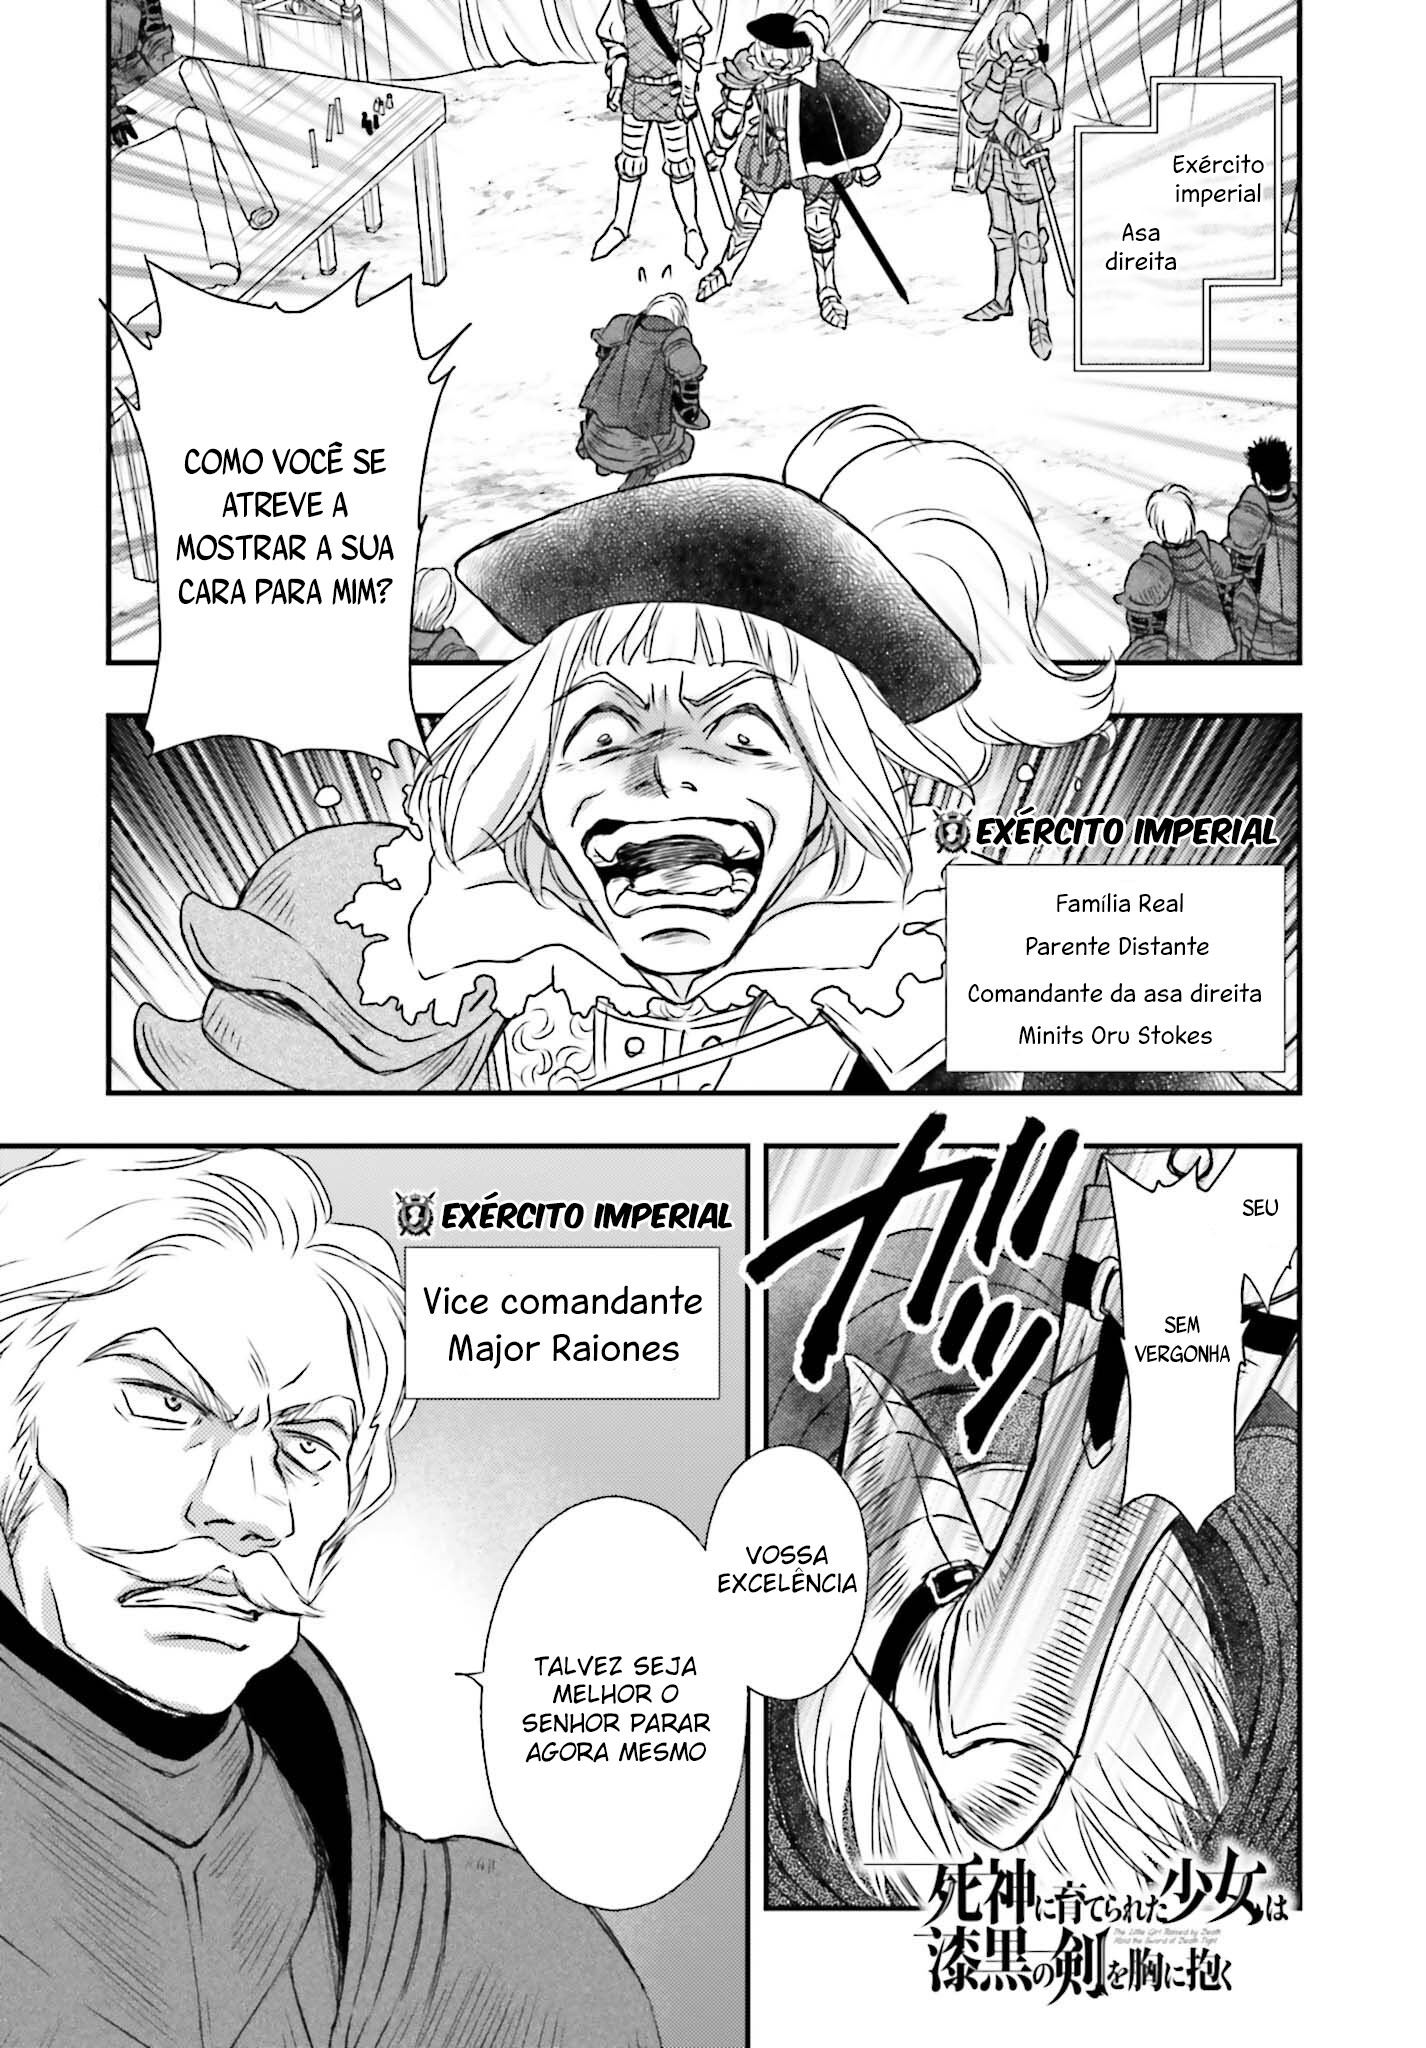 Exército
imperial
Asa
direita
COMO VOCÊ SE
ATREVE A
MOSTRAR A SUA
CARA PARA MIM?
EXÉRCITO IMPERIAL
Família Real
Parente Distante
Comandante da asa direita
Minits Oru Stokes
SEU
SEM
VERGONHA
ガガッ
EXÉRCITO IMPERIAL
Vice comandante
Major Raiones
VOSSA
EXCELÊNCIA
TALVEZ SEJA
MELHOR O
SENHOR PARAR
AGORA MESMO
死神に育てられた少女は
漆黒の剣を胸に抱く